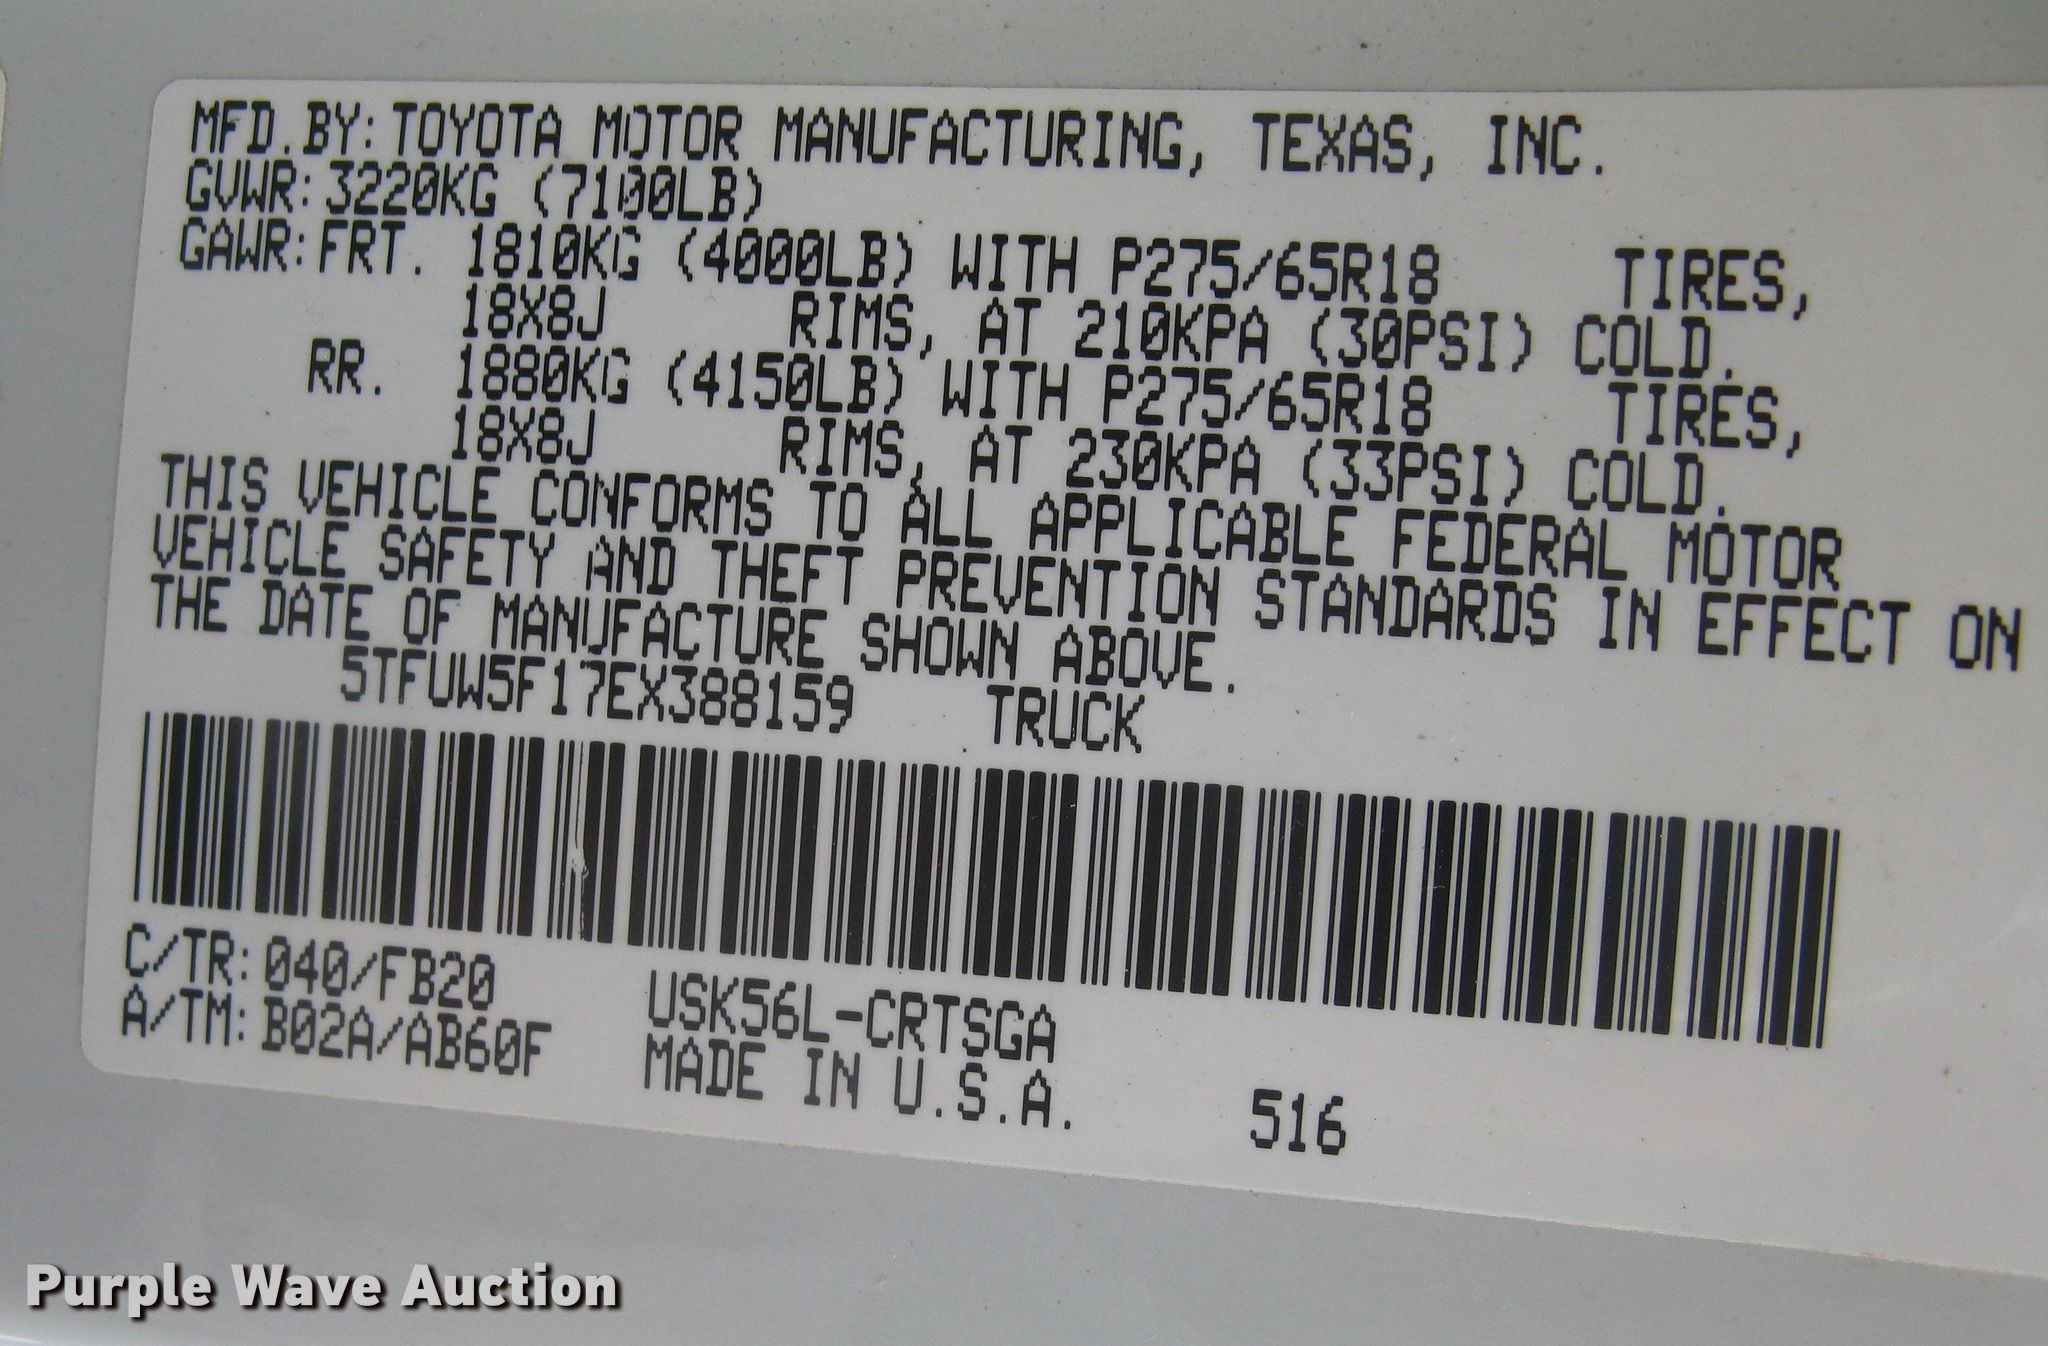 MFD.BY:TOYOTA MOTOR MANUFACTURING, TEXAS, INC.
GVWR:3220KG (7100LB)
GAWR:FRT. 1810KG (4000LB) WITH P275/65R18 TIRES,
18X8J RIMS, AT 210KPA (30PSI) COLD.
RR. 1880KG (4150LB) WITH P275/65R18 TIRES,
18X8J RIMS, AT 230KPA (33PSI) COLD.
THIS VEHICLE CONFORMS TO ALL APPLICABLE FEDERAL MOTOR
VEHICLE SAFETY AND THEFT PREVENTION STANDARDS IN EFFECT ON
THE DATE OF MANUFACTURE SHOWN ABOVE.
5TFUW5F17EX388159 TRUCK
C/TR:040/FB20 USK56L-CRTSGA
A/TM:B02A/AB60F MADE IN U.S.A. 516
Purple Wave Auction